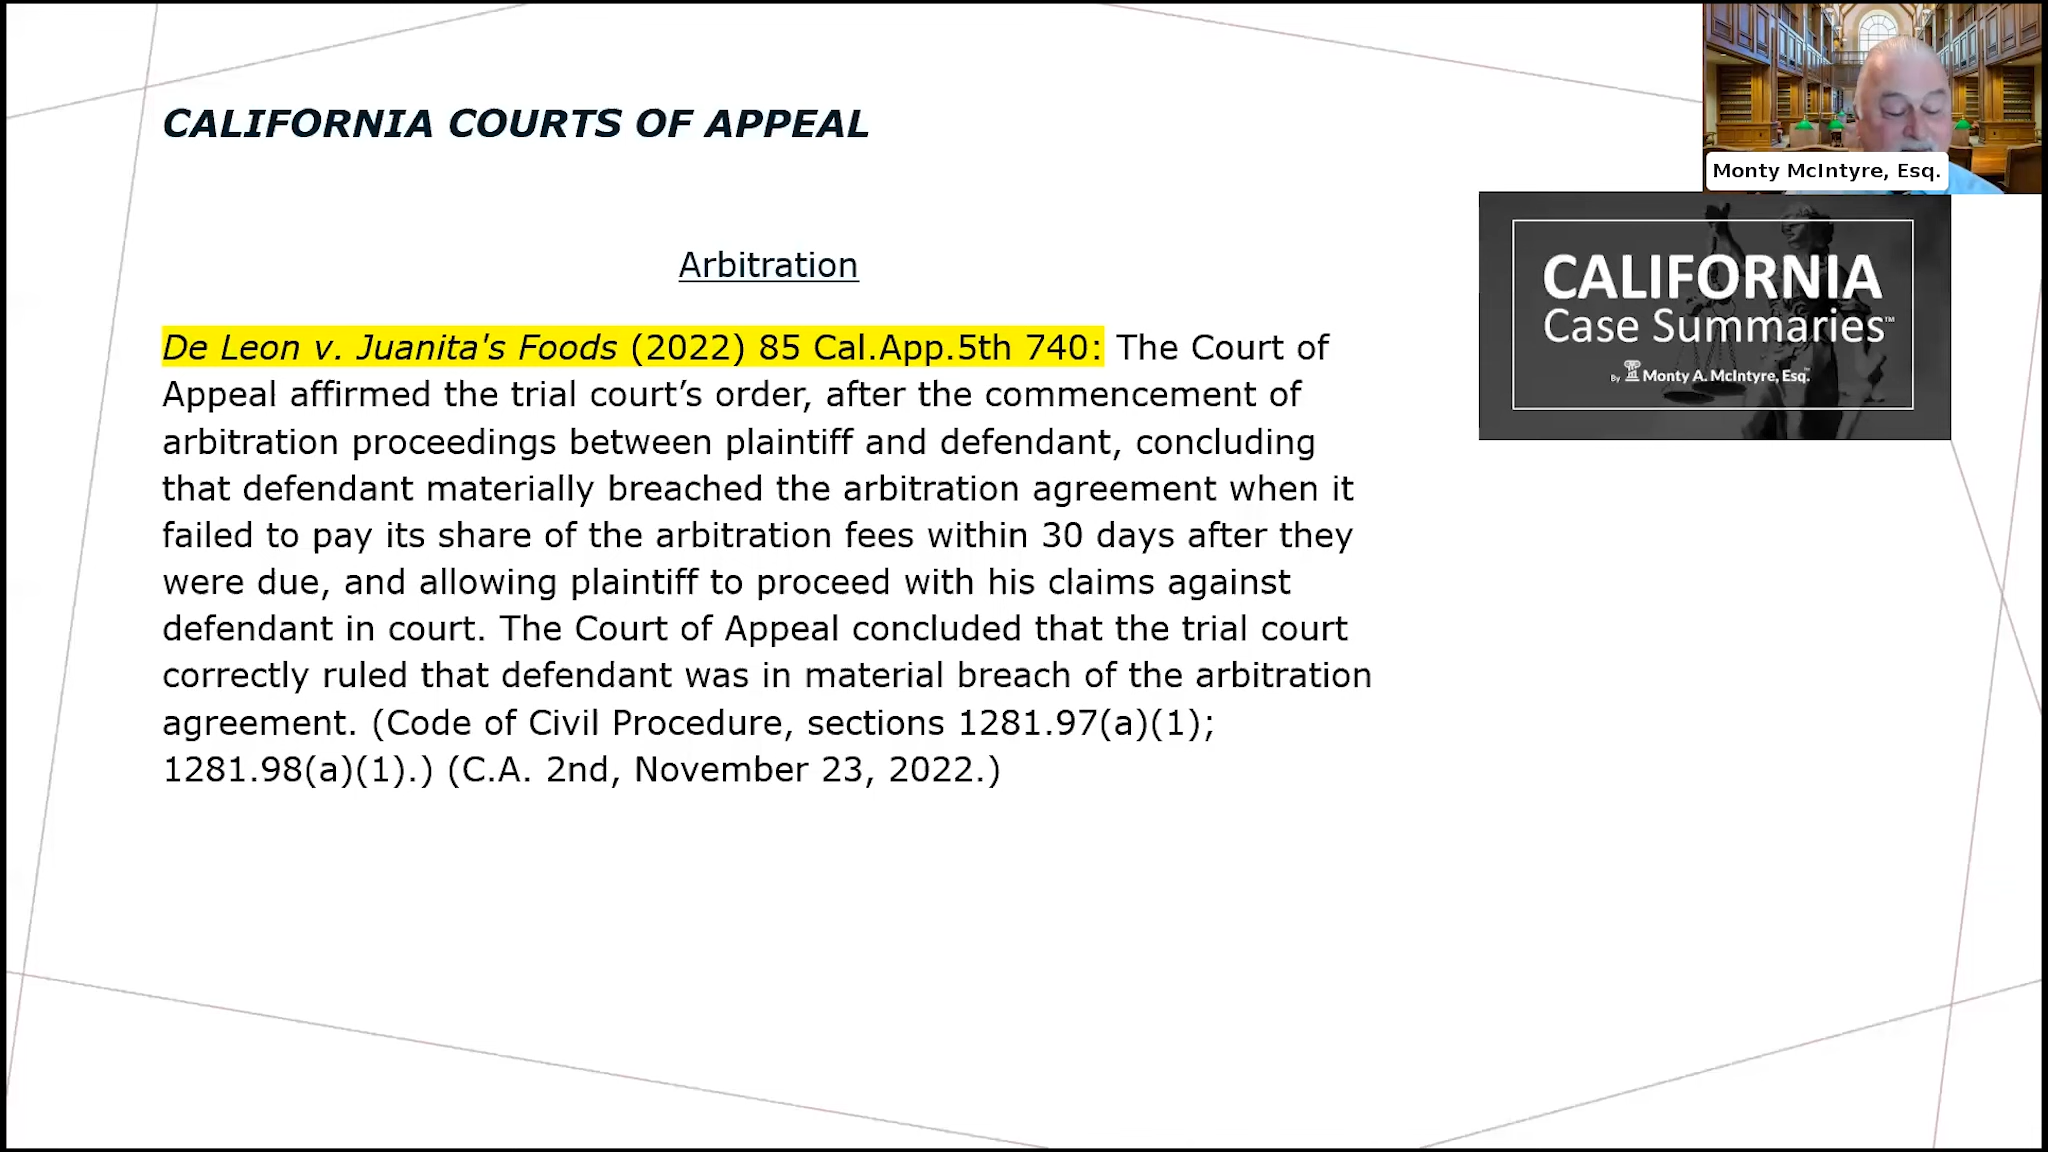 CALIFORNIA COURTS OF APPEAL
Monty McIntyre, Esq.
CALIFORNIA
Case Summaries™
By Monty A. McIntyre, Esq.
Arbitration
De Leon v. Juanita's Foods (2022) 85 Cal.App.5th 740: The Court of
Appeal affirmed the trial court’s order, after the commencement of
arbitration proceedings between plaintiff and defendant, concluding
that defendant materially breached the arbitration agreement when it
failed to pay its share of the arbitration fees within 30 days after they
were due, and allowing plaintiff to proceed with his claims against
defendant in court. The Court of Appeal concluded that the trial court
correctly ruled that defendant was in material breach of the arbitration
agreement. (Code of Civil Procedure, sections 1281.97(a)(1);
1281.98(a)(1).) (C.A. 2nd, November 23, 2022.)